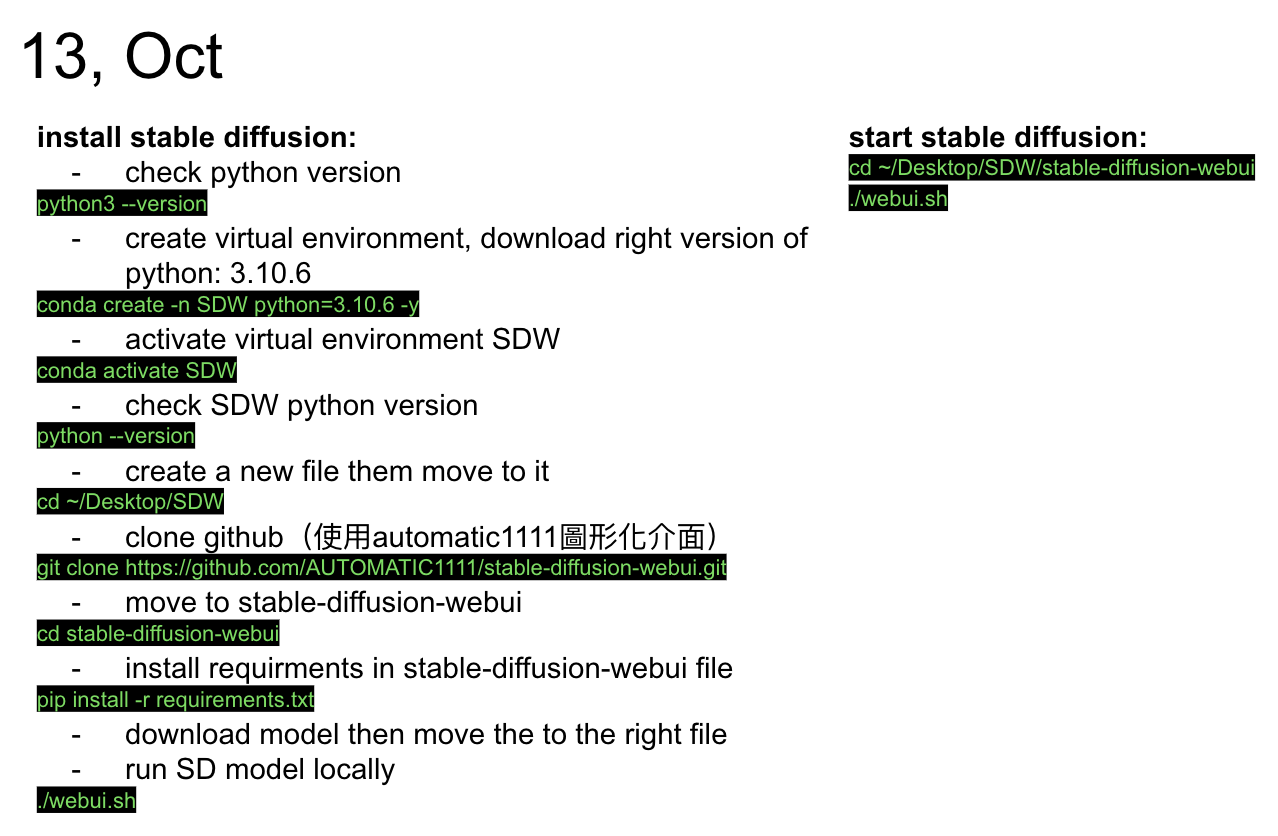 13, Oct
install stable diffusion:
- check python version
python3 --version
- create virtual environment, download right version of
python: 3.10.6
conda create -n SDW python=3.10.6 -y
- activate virtual environment SDW
conda activate SDW
- check SDW python version
python --version
- create a new file them move to it
cd ~/Desktop/SDW
- clone github（使用automatic1111圖形化介面）
git clone https://github.com/AUTOMATIC1111/stable-diffusion-webui.git
- move to stable-diffusion-webui
cd stable-diffusion-webui
- install requirments in stable-diffusion-webui file
pip install -r requirements.txt
- download model then move the to the right file
- run SD model locally
./webui.sh
start stable diffusion:
cd ~/Desktop/SDW/stable-diffusion-webui
./webui.sh